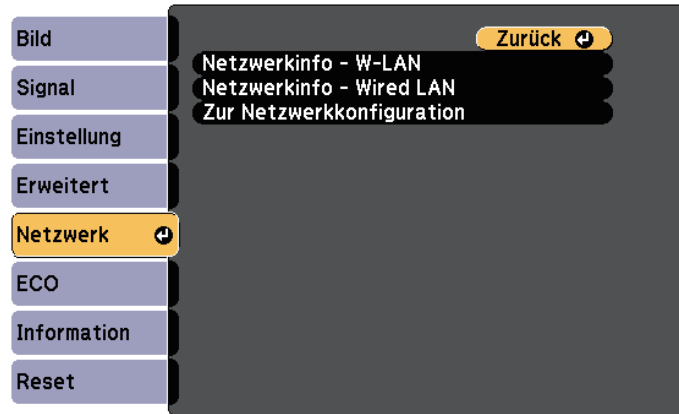 Bild
Signal
Einstellung
Erweitert
Netzwerk
ECO
Information
Reset
Zurück
Netzwerkinfo - W-LAN
Netzwerkinfo - Wired LAN
Zur Netzwerkkonfiguration